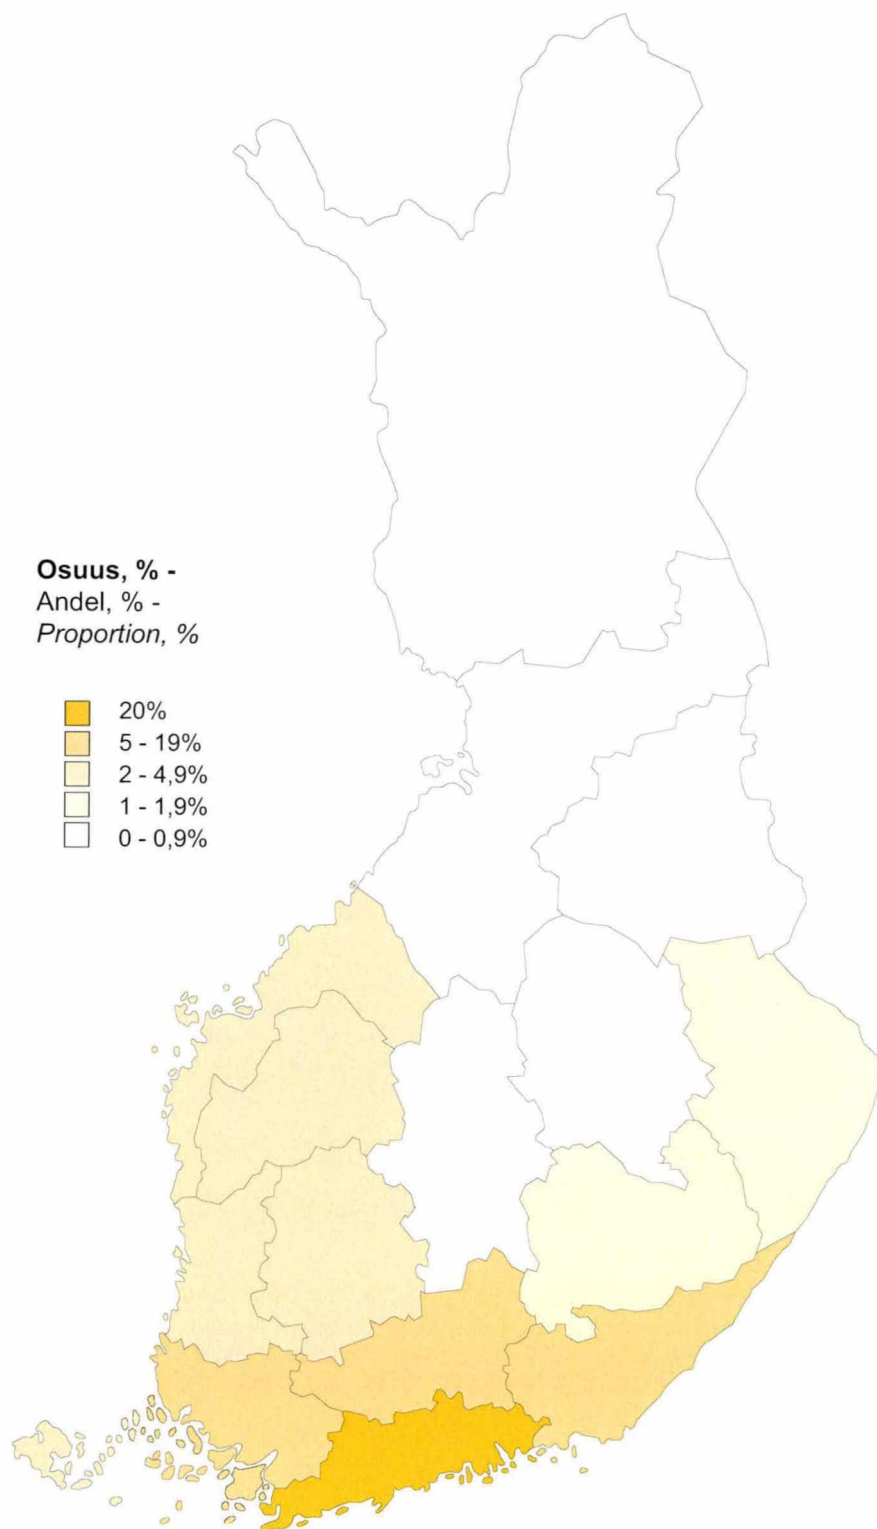 Osuus, % -
Andel, % -
Proportion, %
20%
5 - 19%
2 - 4,9%
1 - 1,9%
0 - 0,9%